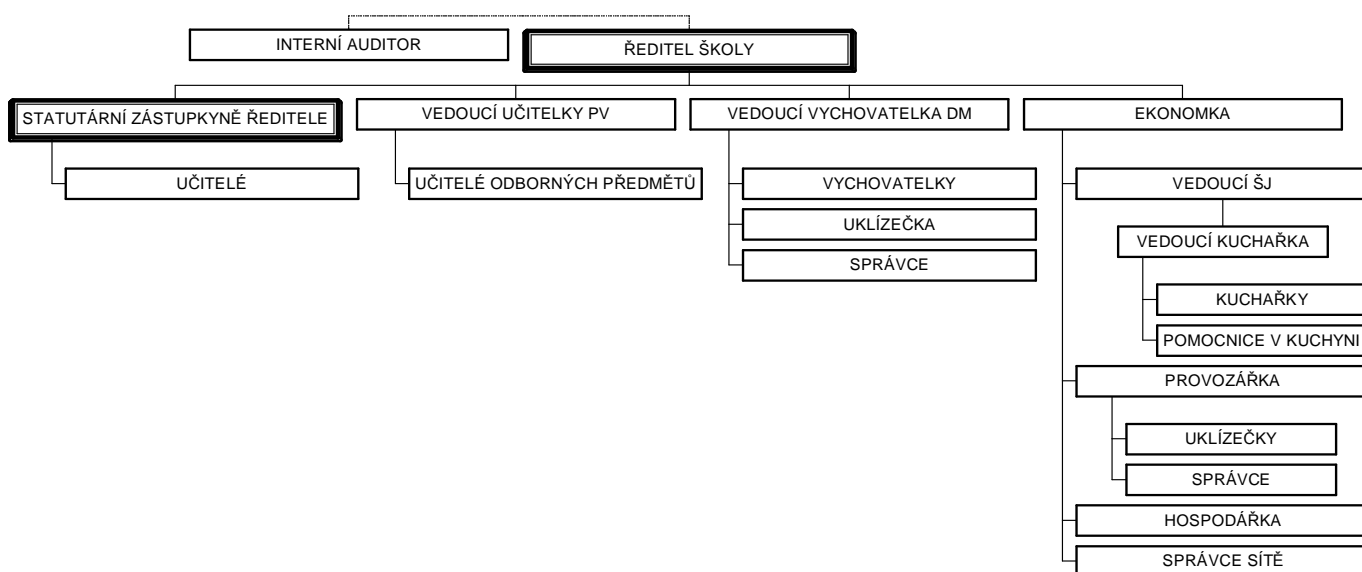 INTERNÍ AUDITOR
ŘEDITEL ŠKOLY
STATUTÁRNÍ ZÁSTUPKYNĚ ŘEDITELE
VEDOUCÍ UČITELKY PV
VEDOUCÍ VYCHOVATELKA DM
EKONOMKA
UČITELÉ
UČITELÉ ODBORNÝCH PŘEDMĚTŮ
VYCHOVATELKY
UKLÍZEČKA
SPRÁVCE
VEDOUCÍ ŠJ
VEDOUCÍ KUCHAŘKA
KUCHAŘKY
POMOCNICE V KUCHYNI
PROVOZÁŘKA
UKLÍZEČKY
SPRÁVCE
HOSPODÁŘKA
SPRÁVCE SÍTĚ